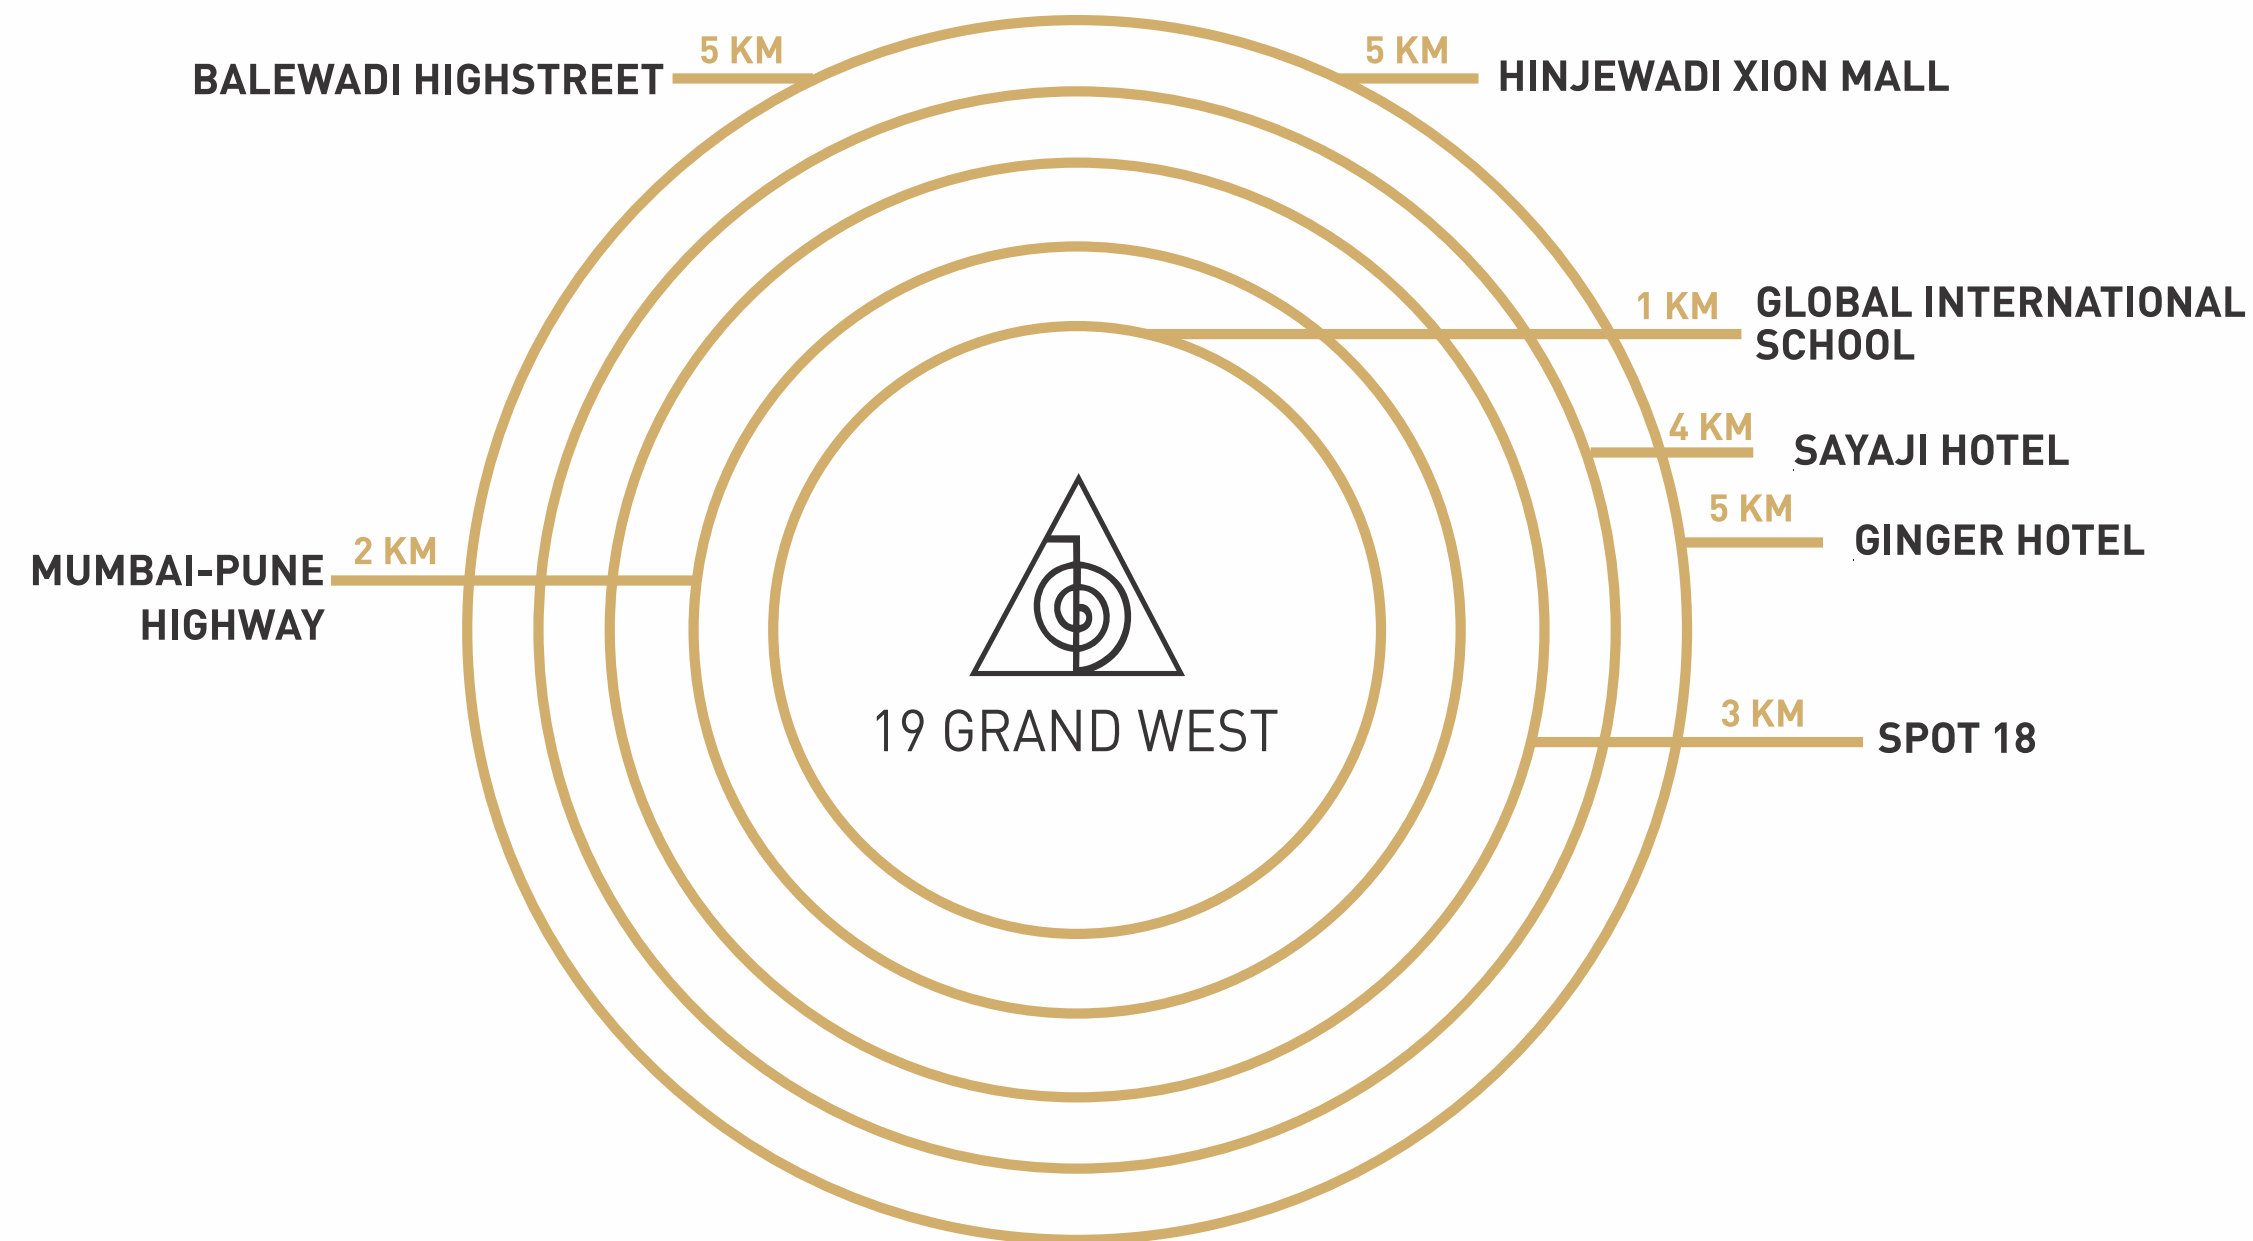 5 KM
BALEWADI HIGHSTREET
5 KM
HINJEWADI XION MALL
1 KM
GLOBAL INTERNATIONAL
SCHOOL
4 KM
SAYAJI HOTEL
5 KM
GINGER HOTEL
2 KM
MUMBAI-PUNE
HIGHWAY
19 GRAND WEST
3 KM
SPOT 18